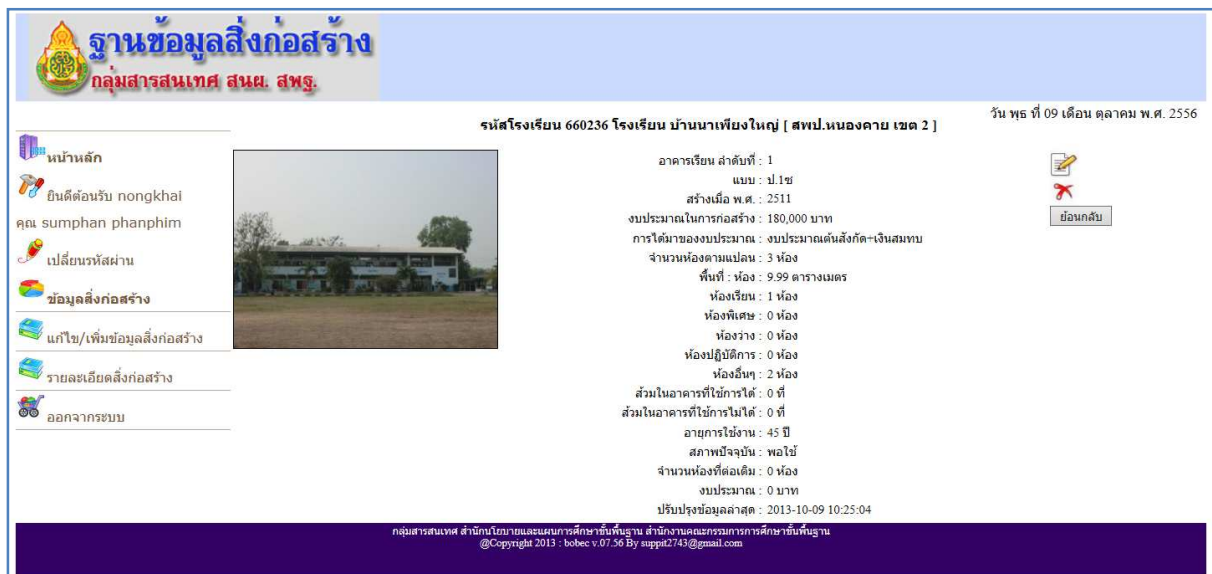 ฐานข้อมูลสิ่งก่อสร้าง
กลุ่มสารสนเทศ สนผ. สพฐ.
วัน พุธ ที่ 09 เดือน ตุลาคม พ.ศ. 2556
รหัสโรงเรียน 660236 โรงเรียน บ้านนาเพียงใหญ่ [ สพป.หนองคาย เขต 2 ]
หน้าหลัก
ยินดีต้อนรับ nongkhai
คุณ sumphan phanphim
เปลี่ยนรหัสผ่าน
ข้อมูลสิ่งก่อสร้าง
แก้ไข/เพิ่มข้อมูลสิ่งก่อสร้าง
รายละเอียดสิ่งก่อสร้าง
ออกจากระบบ
อาคารเรียน ลำดับที่ : 1
แบบ : ป.1ซ
สร้างเมื่อ พ.ศ. : 2511
งบประมาณในการก่อสร้าง : 180,000 บาท
การได้มาของงบประมาณ : งบประมาณต้นสังกัด+เงินสมทบ
จำนวนห้องตามแปลน : 3 ห้อง
พื้นที่ : ห้อง : 9.99 ตารางเมตร
ห้องเรียน : 1 ห้อง
ห้องพิเศษ : 0 ห้อง
ห้องว่าง : 0 ห้อง
ห้องปฏิบัติการ : 0 ห้อง
ห้องอื่นๆ : 2 ห้อง
ส้วมในอาคารที่ใช้การได้ : 0 ที่
ส้วมในอาคารที่ใช้การไม่ได้ : 0 ที่
อายุการใช้งาน : 45 ปี
สภาพปัจจุบัน : พอใช้
จำนวนห้องที่ต่อเติม : 0 ห้อง
งบประมาณ : 0 บาท
ปรับปรุงข้อมูลล่าสุด : 2013-10-09 10:25:04
ย้อนกลับ
กลุ่มสารสนเทศ สำนักนโยบายและแผนการศึกษาขั้นพื้นฐาน สำนักงานคณะกรรมการการศึกษาขั้นพื้นฐาน
@Copyright 2013 : bobec v.07.56 By suppit2743@gmail.com